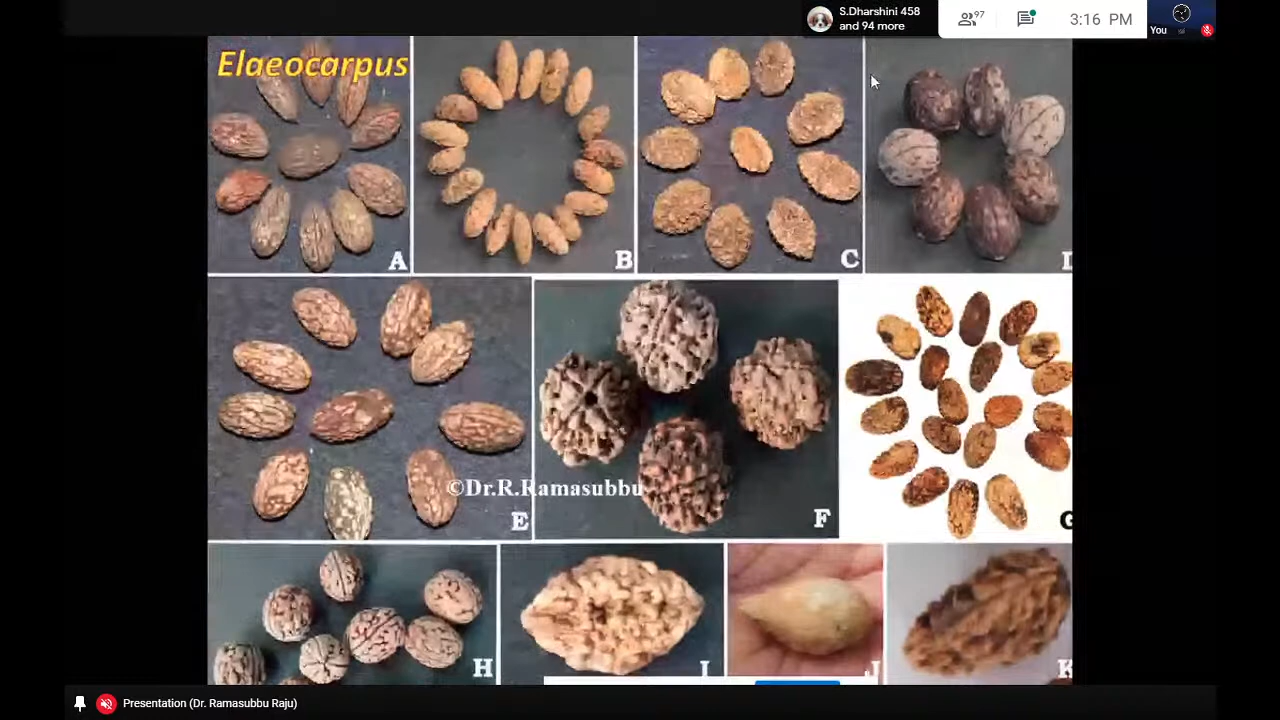 S.Dharshini 458
and 94 more
97
3:16 PM
You
Elaeocarpus
A
B
C
E
©Dr.R.Ramasubbu
F
G
H
I
J
K
Presentation (Dr. Ramasubbu Raju)